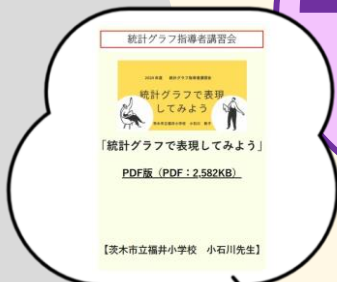 統計グラフ指導者講習会
統計グラフで表現
してみよう
「統計グラフで表現してみよう」
PDF版（PDF：2,582KB）
【茨木市立福井小学校　小石川先生】